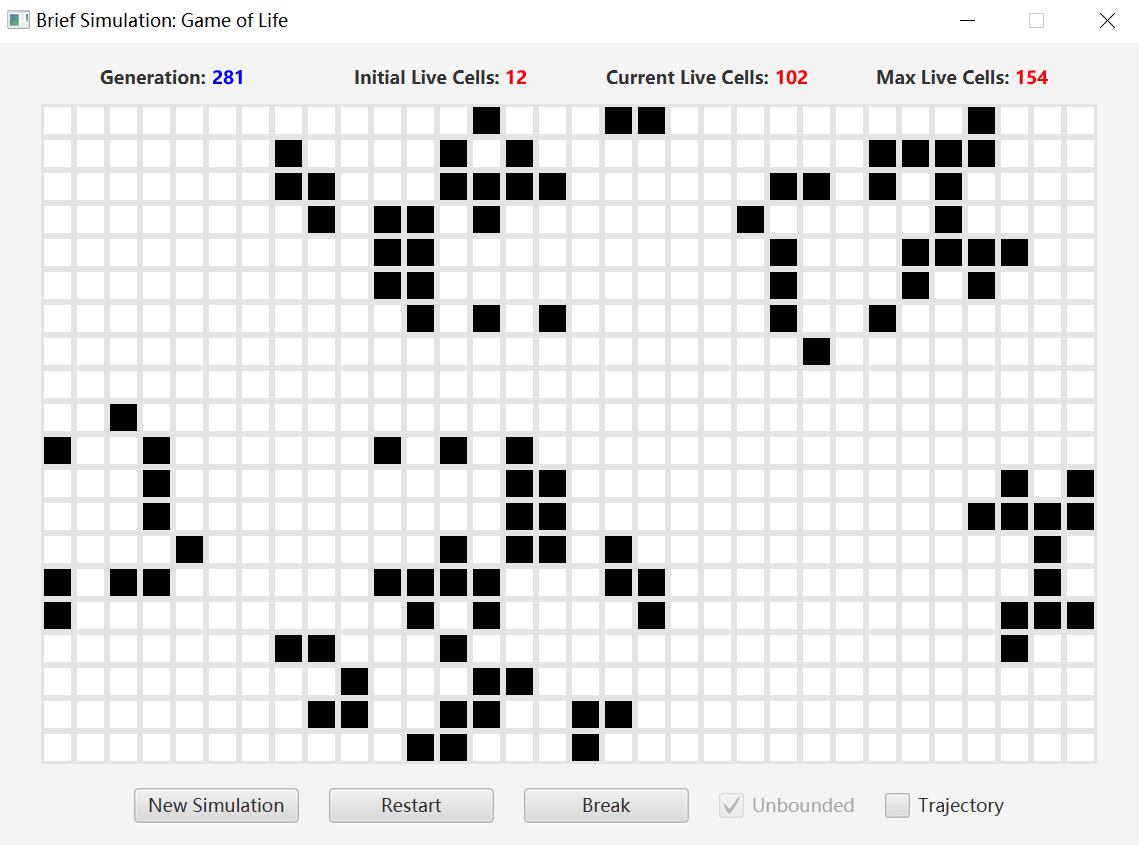 Brief Simulation: Game of Life
Generation: 281 Initial Live Cells: 12 Current Live Cells: 102 Max Live Cells: 154
New Simulation Restart Break Unbounded Trajectory